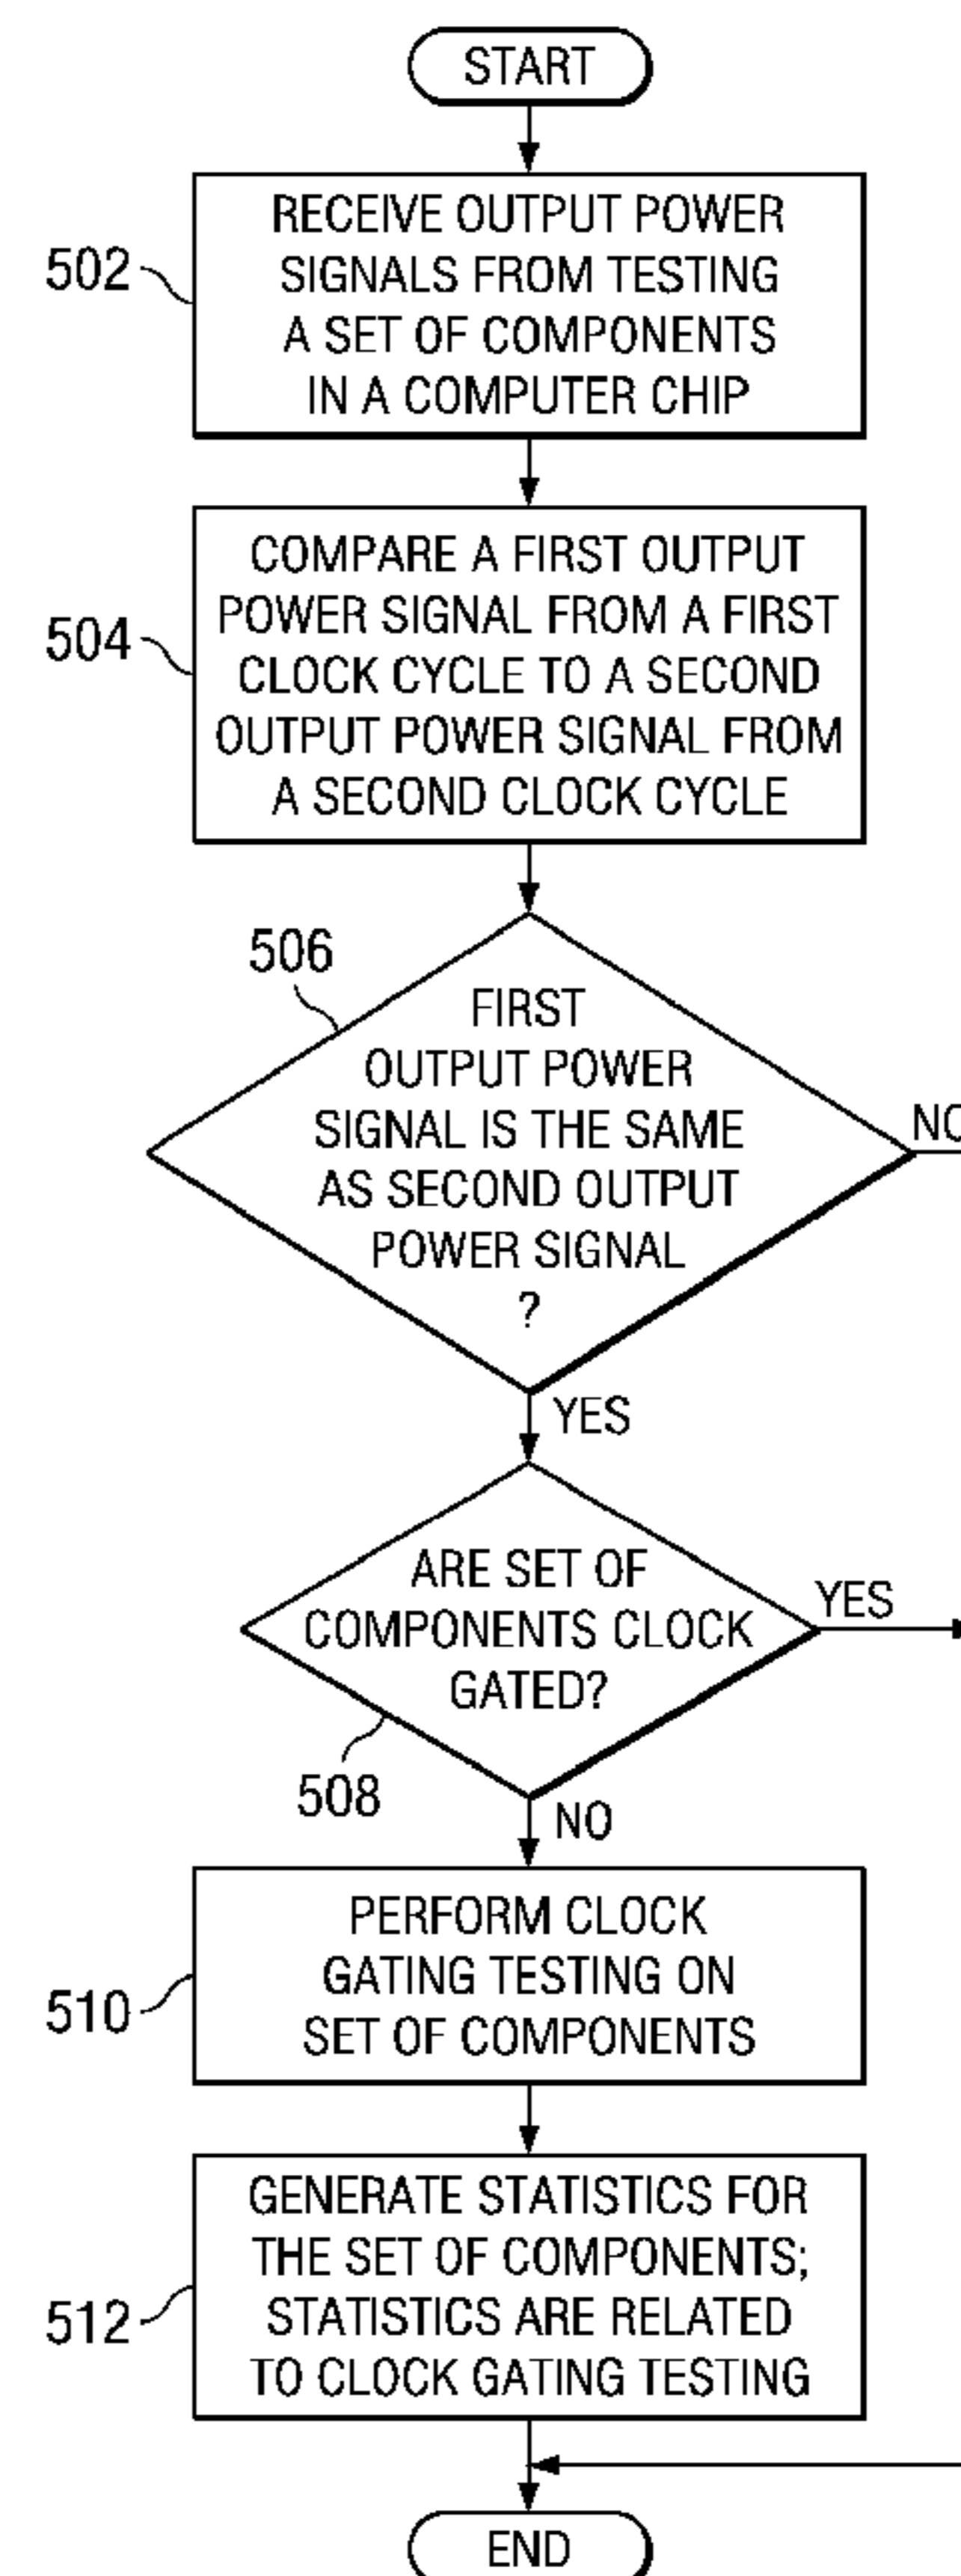 START
502
RECEIVE OUTPUT POWER
SIGNALS FROM TESTING
A SET OF COMPONENTS
IN A COMPUTER CHIP
504
COMPARE A FIRST OUTPUT
POWER SIGNAL FROM A FIRST
CLOCK CYCLE TO A SECOND
OUTPUT POWER SIGNAL FROM
A SECOND CLOCK CYCLE
506
FIRST
OUTPUT POWER
SIGNAL IS THE SAME
AS SECOND OUTPUT
POWER SIGNAL
?
NO
YES
ARE SET OF
COMPONENTS CLOCK
GATED?
YES
508
NO
510
PERFORM CLOCK
GATING TESTING ON
SET OF COMPONENTS
512
GENERATE STATISTICS FOR
THE SET OF COMPONENTS;
STATISTICS ARE RELATED
TO CLOCK GATING TESTING
END